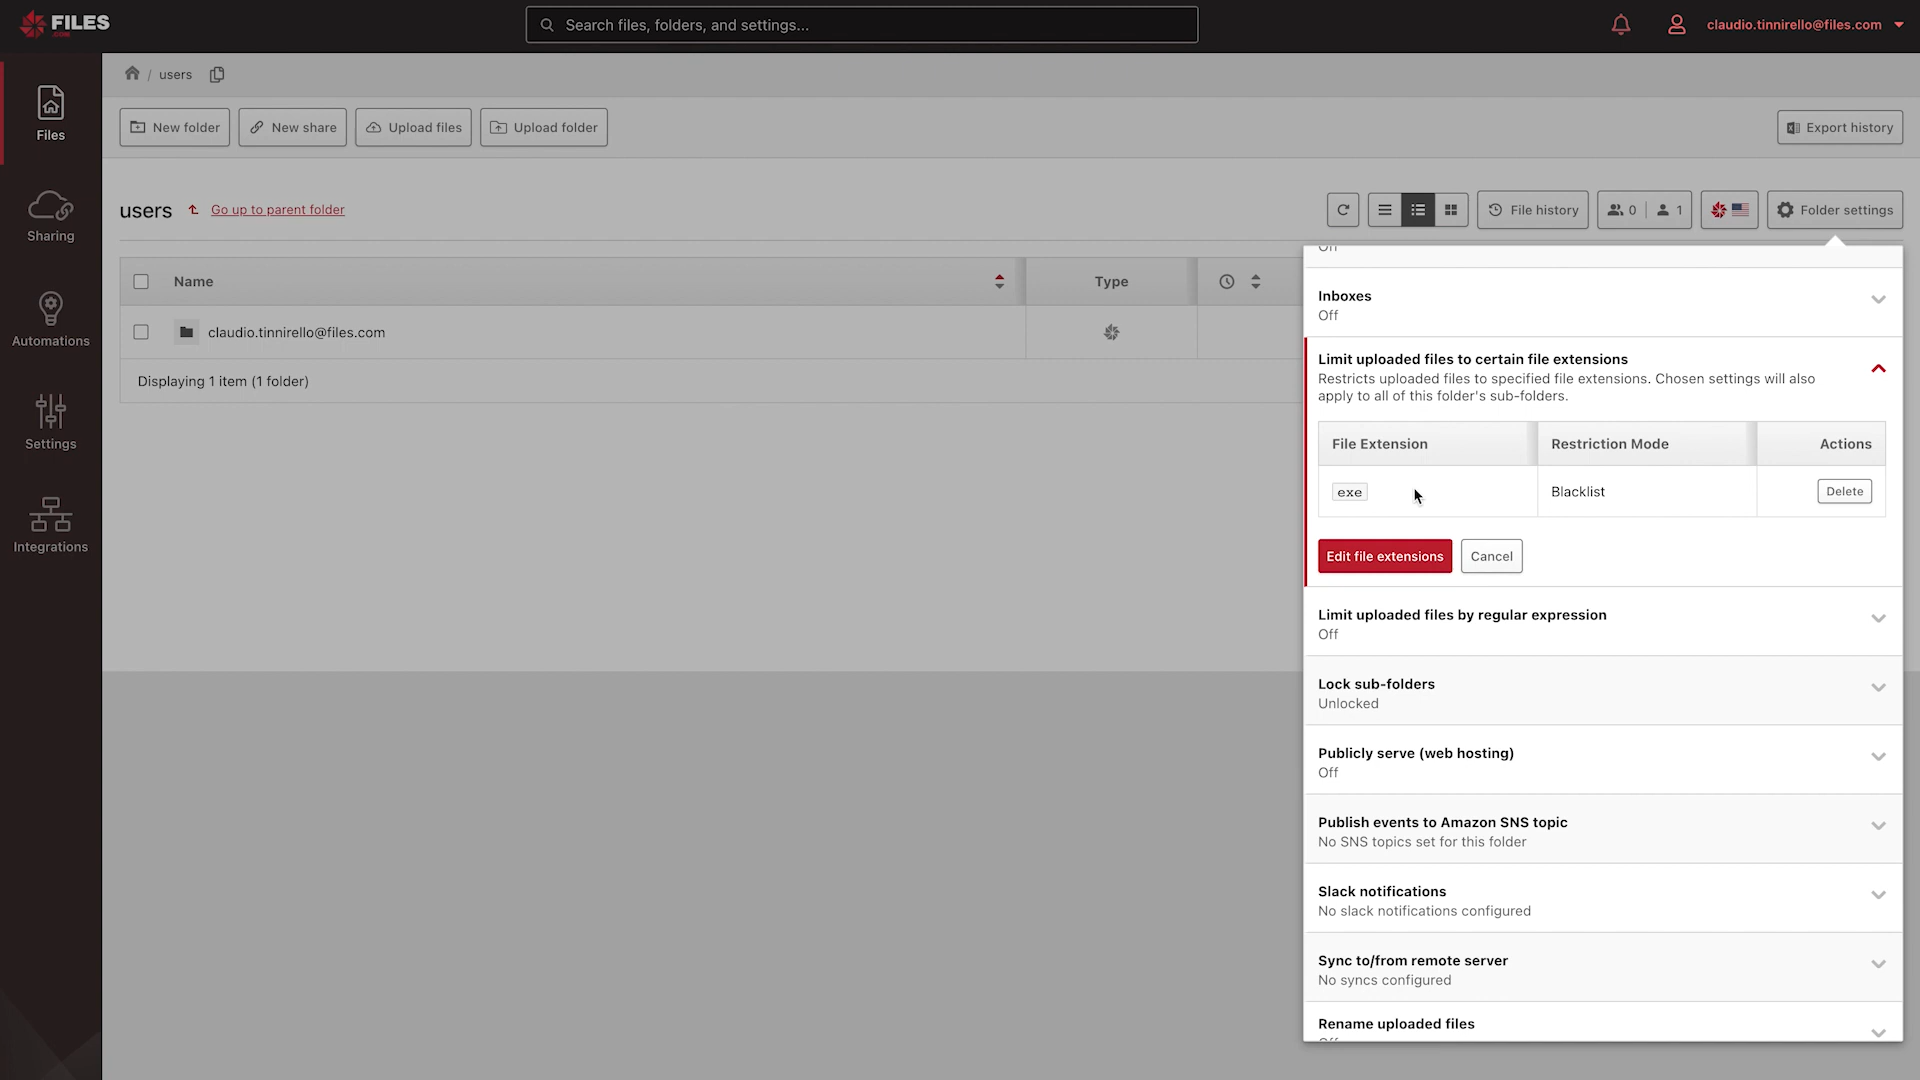 FILES
.COM
Search files, folders, and settings...
claudio.tinnirello@files.com
/ users
Files
Sharing
Automations
Settings
Integrations
New folder
New share
Upload files
Upload folder
Export history
users
Go up to parent folder
File history
0
1
Folder settings
Name
Type
claudio.tinnirello@files.com
Displaying 1 item (1 folder)
Off
Inboxes
Off
Limit uploaded files to certain file extensions
Restricts uploaded files to specified file extensions. Chosen settings will also
apply to all of this folder's sub-folders.
File Extension
Restriction Mode
Actions
exe
Blacklist
Delete
Edit file extensions
Cancel
Limit uploaded files by regular expression
Off
Lock sub-folders
Unlocked
Publicly serve (web hosting)
Off
Publish events to Amazon SNS topic
No SNS topics set for this folder
Slack notifications
No slack notifications configured
Sync to/from remote server
No syncs configured
Rename uploaded files
Off